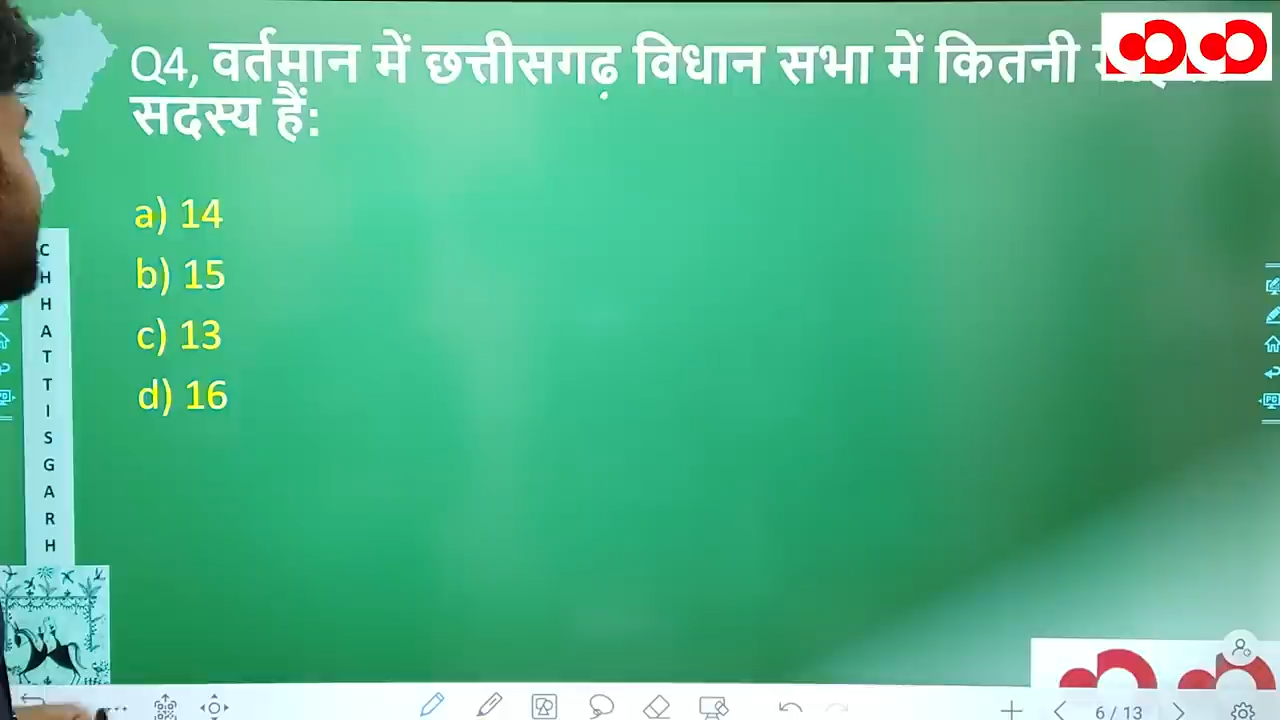 Q4, वर्तमान में छत्तीसगढ़ विधान सभा में कितनी
सदस्य हैं:
a) 14
b) 15
c) 13
d) 16
CHHATTISGARH
6 / 13